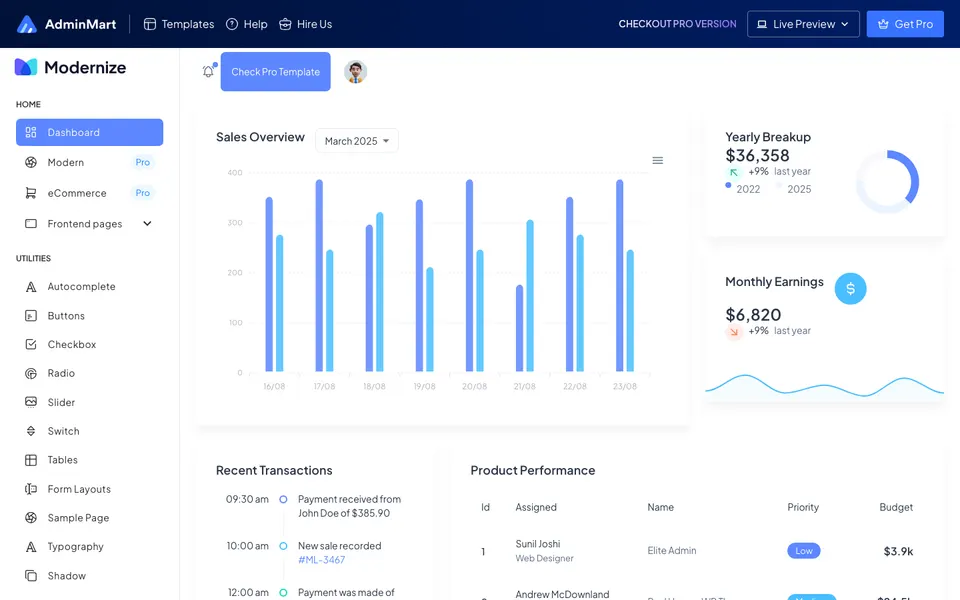 AdminMart
Templates
Help
Hire Us
CHECKOUT PRO VERSION
Live Preview
Get Pro
Modernize
HOME
Dashboard
Modern
Pro
eCommerce
Pro
Frontend pages
UTILITIES
Autocomplete
Buttons
Checkbox
Radio
Slider
Switch
Tables
Form Layouts
Sample Page
Typography
Shadow
Check Pro Template
Sales Overview
March 2025
400
300
200
100
0
16/08 17/08 18/08 19/08 20/08 21/08 22/08 23/08
Yearly Breakup
$36,358
+9% last year
2022 2025
Monthly Earnings
$
$6,820
+9% last year
Recent Transactions
09:30 am Payment received from
John Doe of $385.90
10:00 am New sale recorded
#ML-3467
12:00 am Payment was made of
Product Performance
Id Assigned Name Priority Budget
1 Sunil Joshi Elite Admin Low $3.9k
Web Designer
Andrew McDownland